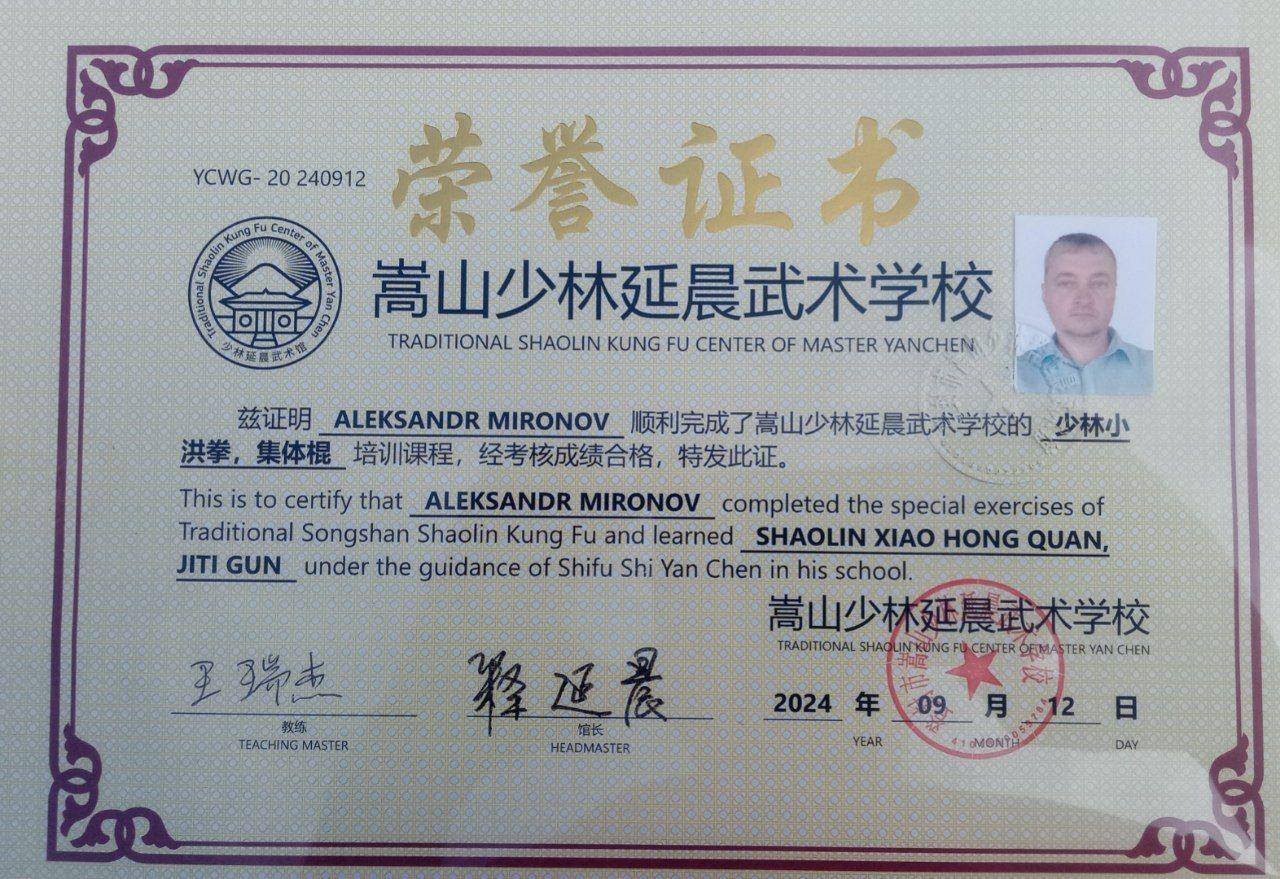 荣誉证书
YCWG- 20 240912
Traditional Shaolin Kung Fu Center of Master Yan Chen
少林延晨武术馆
嵩山少林延晨武术学校
TRADITIONAL SHAOLIN KUNG FU CENTER OF MASTER YANCHEN
兹证明 ALEKSANDR MIRONOV 顺利完成了嵩山少林延晨武术学校的 少林小
洪拳，集体棍 培训课程，经考核成绩合格，特发此证。
This is to certify that ALEKSANDR MIRONOV completed the special exercises of
Traditional Songshan Shaolin Kung Fu and learned SHAOLIN XIAO HONG QUAN,
JITI GUN under the guidance of Shifu Shi Yan Chen in his school.
嵩山少林延晨武术学校
TRADITIONAL SHAOLIN KUNG FU CENTER OF MASTER YAN CHEN
王瑞杰
释延晨
教练
TEACHING MASTER
馆长
HEADMASTER
2024 年 09 月 12 日
YEAR MONTH DAY